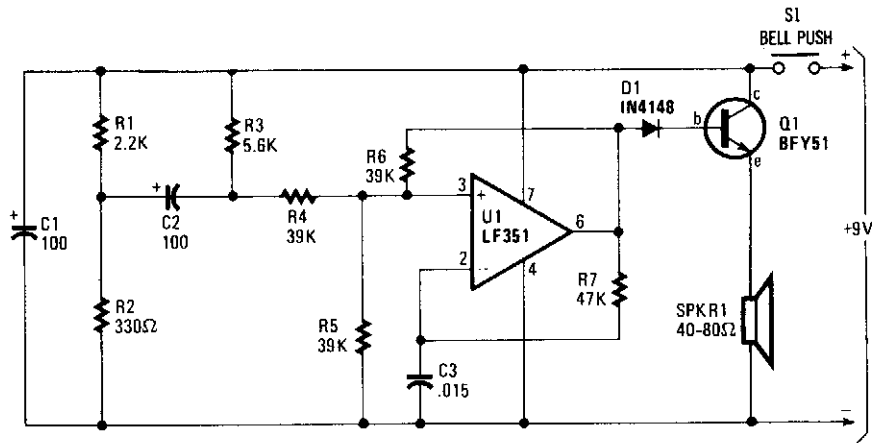 S1
BELL PUSH
+
D1
IN4148
c
b
Q1
BFY51
e
R1
2.2K
R3
5.6K
R6
39K
+
C2
100
R4
39K
3
+
7
U1
LF351
6
2
-
4
+
C1
100
+9V
R2
330Ω
R5
39K
R7
47K
SPKR1
40-80Ω
C3
.015
-